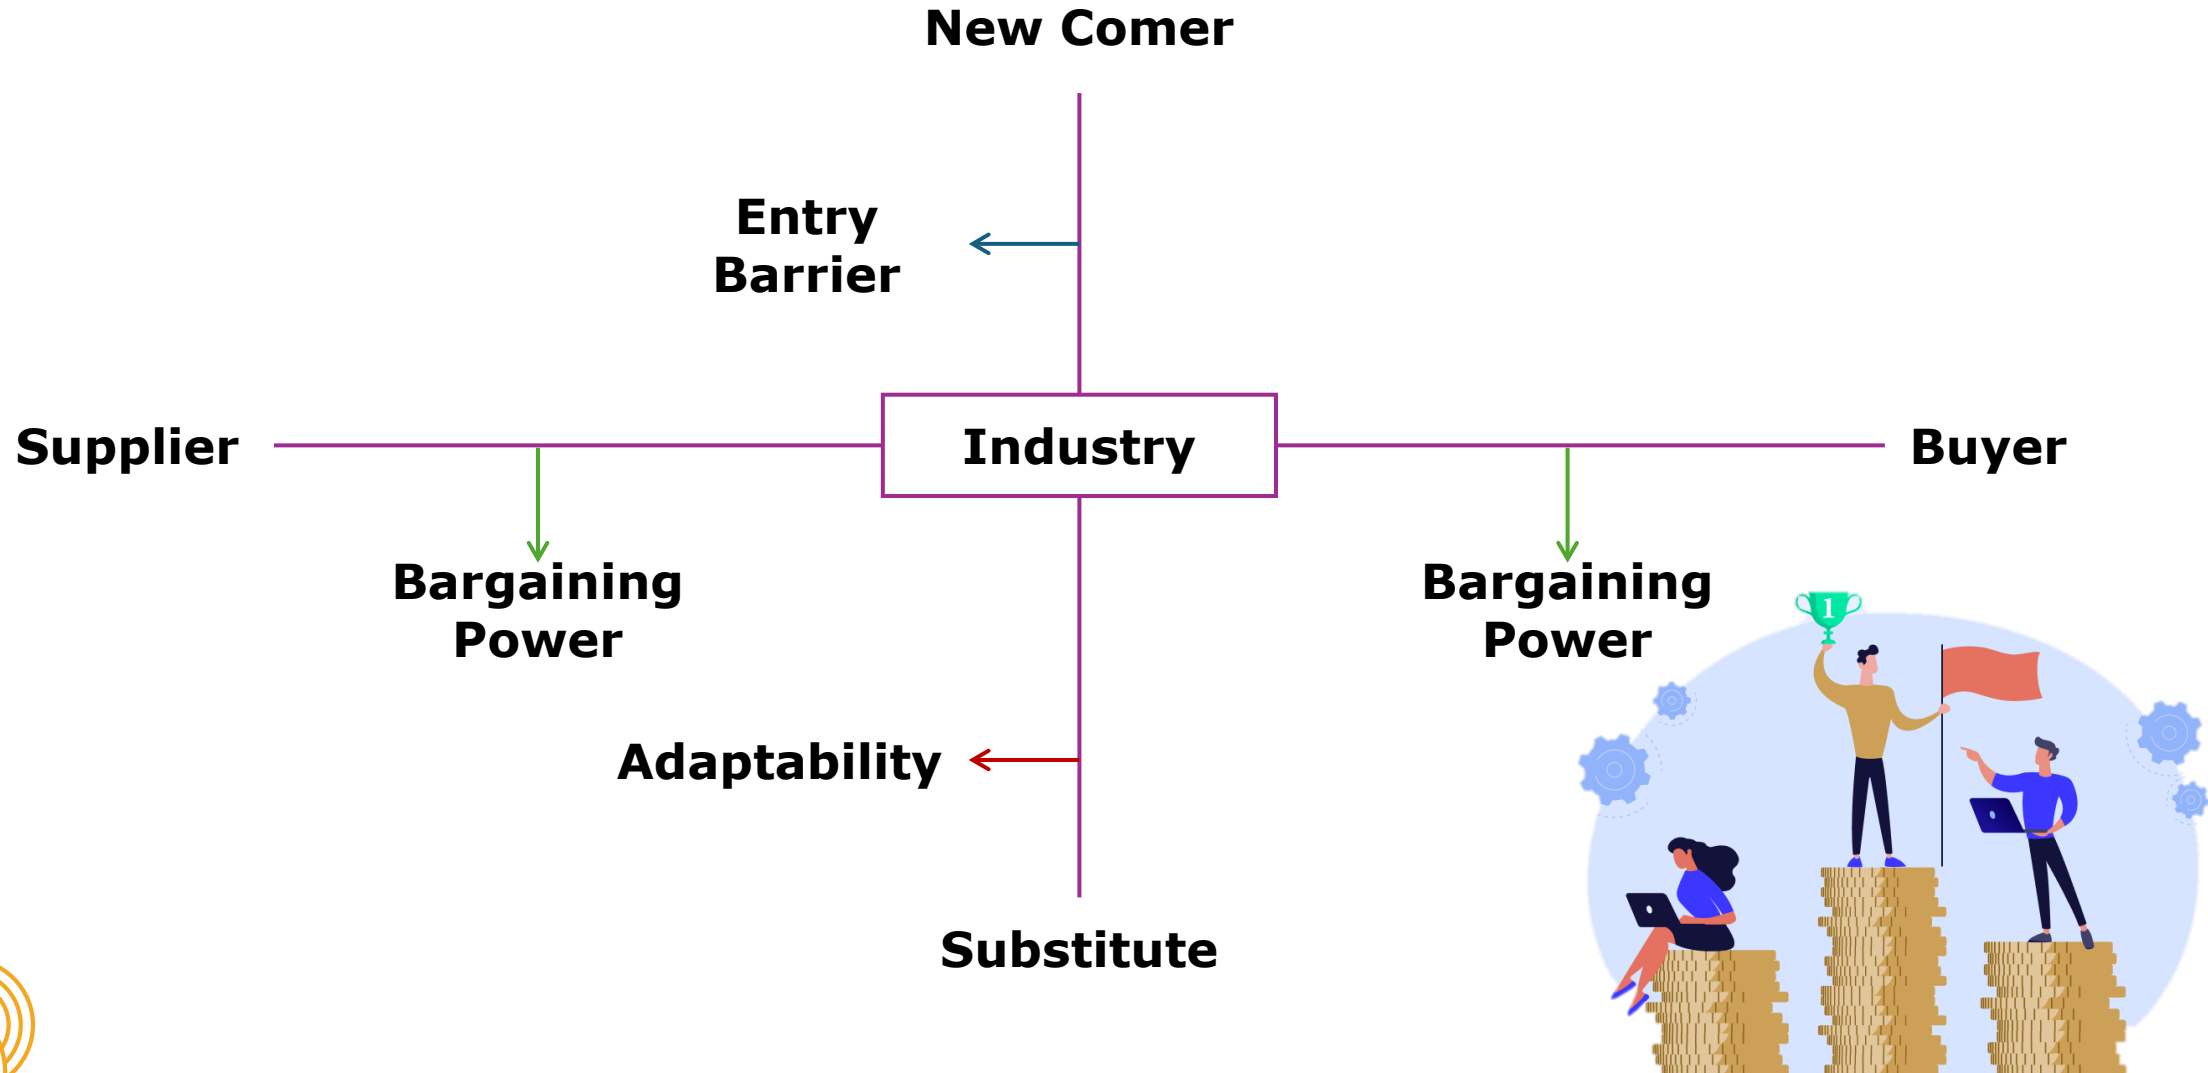 New Comer
Entry
Barrier
Supplier
Industry
Buyer
Bargaining
Power
Bargaining
Power
1
Adaptability
Substitute